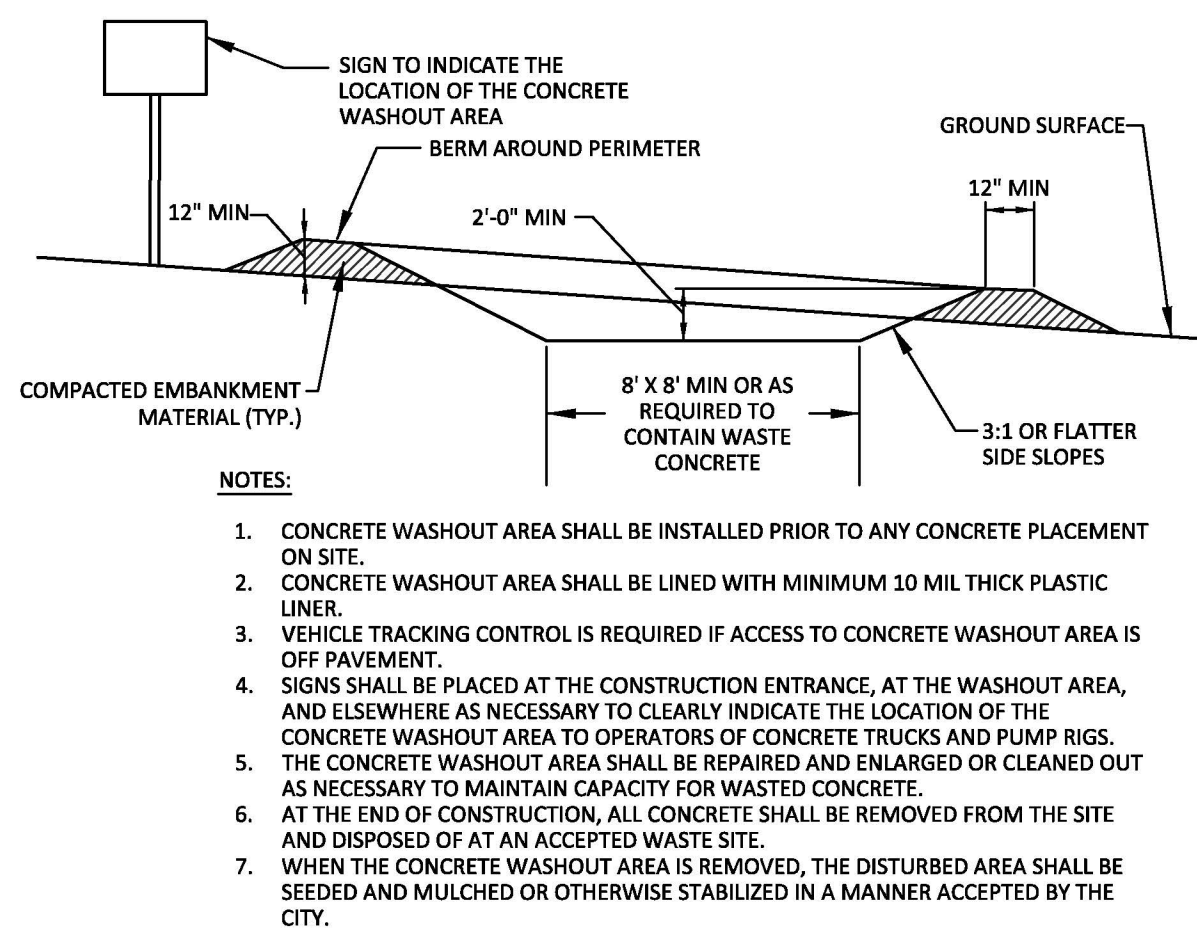 SIGN TO INDICATE THE
LOCATION OF THE CONCRETE
WASHOUT AREA
BERM AROUND PERIMETER
GROUND SURFACE
12" MIN
12" MIN
2'-0" MIN
COMPACTED EMBANKMENT
MATERIAL (TYP.)
8' X 8' MIN OR AS
REQUIRED TO
CONTAIN WASTE
CONCRETE
3:1 OR FLATTER
SIDE SLOPES
NOTES:
1. CONCRETE WASHOUT AREA SHALL BE INSTALLED PRIOR TO ANY CONCRETE PLACEMENT
ON SITE.
2. CONCRETE WASHOUT AREA SHALL BE LINED WITH MINIMUM 10 MIL THICK PLASTIC
LINER.
3. VEHICLE TRACKING CONTROL IS REQUIRED IF ACCESS TO CONCRETE WASHOUT AREA IS
OFF PAVEMENT.
4. SIGNS SHALL BE PLACED AT THE CONSTRUCTION ENTRANCE, AT THE WASHOUT AREA,
AND ELSEWHERE AS NECESSARY TO CLEARLY INDICATE THE LOCATION OF THE
CONCRETE WASHOUT AREA TO OPERATORS OF CONCRETE TRUCKS AND PUMP RIGS.
5. THE CONCRETE WASHOUT AREA SHALL BE REPAIRED AND ENLARGED OR CLEANED OUT
AS NECESSARY TO MAINTAIN CAPACITY FOR WASTED CONCRETE.
6. AT THE END OF CONSTRUCTION, ALL CONCRETE SHALL BE REMOVED FROM THE SITE
AND DISPOSED OF AT AN ACCEPTED WASTE SITE.
7. WHEN THE CONCRETE WASHOUT AREA IS REMOVED, THE DISTURBED AREA SHALL BE
SEEDED AND MULCHED OR OTHERWISE STABILIZED IN A MANNER ACCEPTED BY THE
CITY.